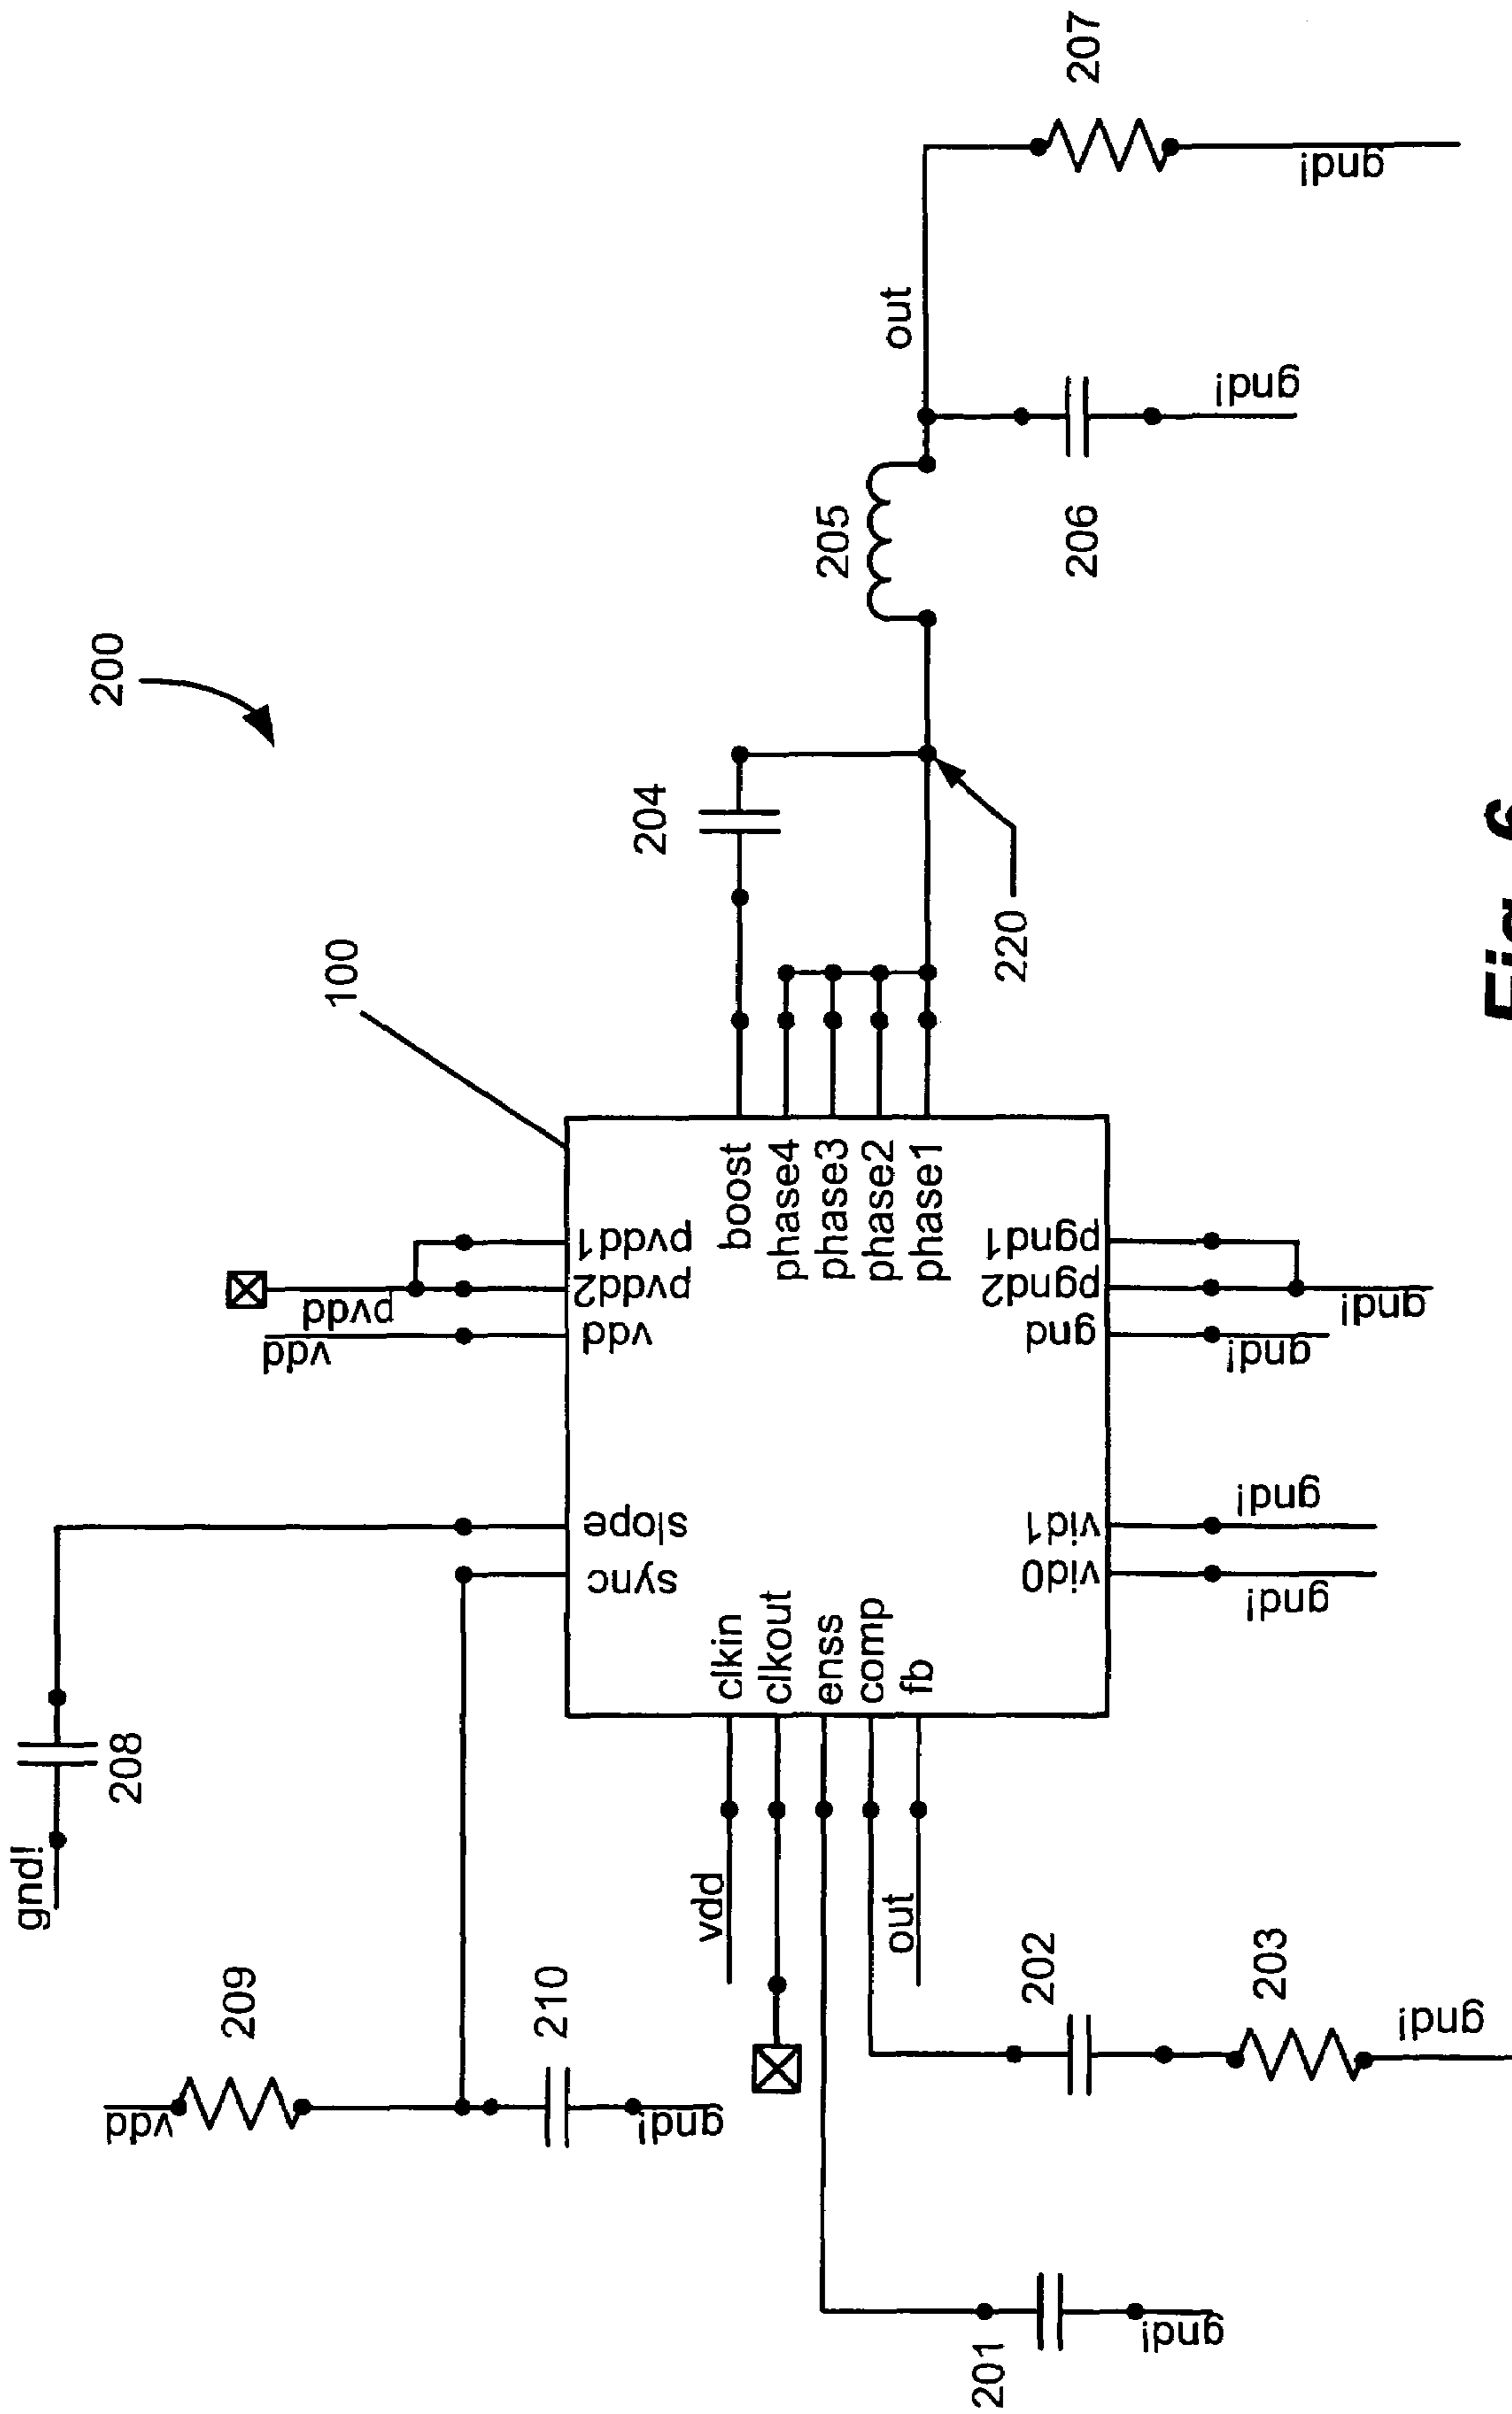 200
100
207
out
gnd!
205
204
206
gnd!
220
boost
phase4
phase3
phase2
phase1
pvdd1
pvdd2
vdd
pvdd
vdd
pgnd1
pgnd2
gnd
gnd!
gnd!
slope
sync
vid1
vid0
gnd!
gnd!
clkin
clkout
enss
comp
fb
vdd
out
208
gnd!
209
vdd
210
gnd!
202
203
gnd!
201
gnd!
Fig. 6